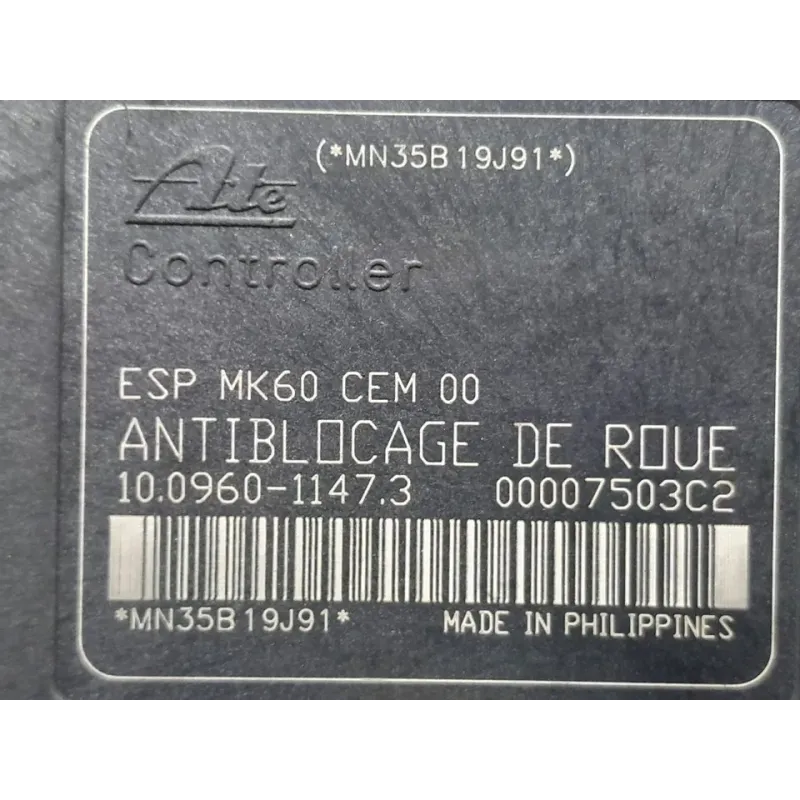 (*MN35B19J91*)
Ate
Controller
ESP MK60 CEM 00
ANTIBLOCAGE DE ROUE
10.0960-1147.3 00007503C2
*MN35B19J91* MADE IN PHILIPPINES